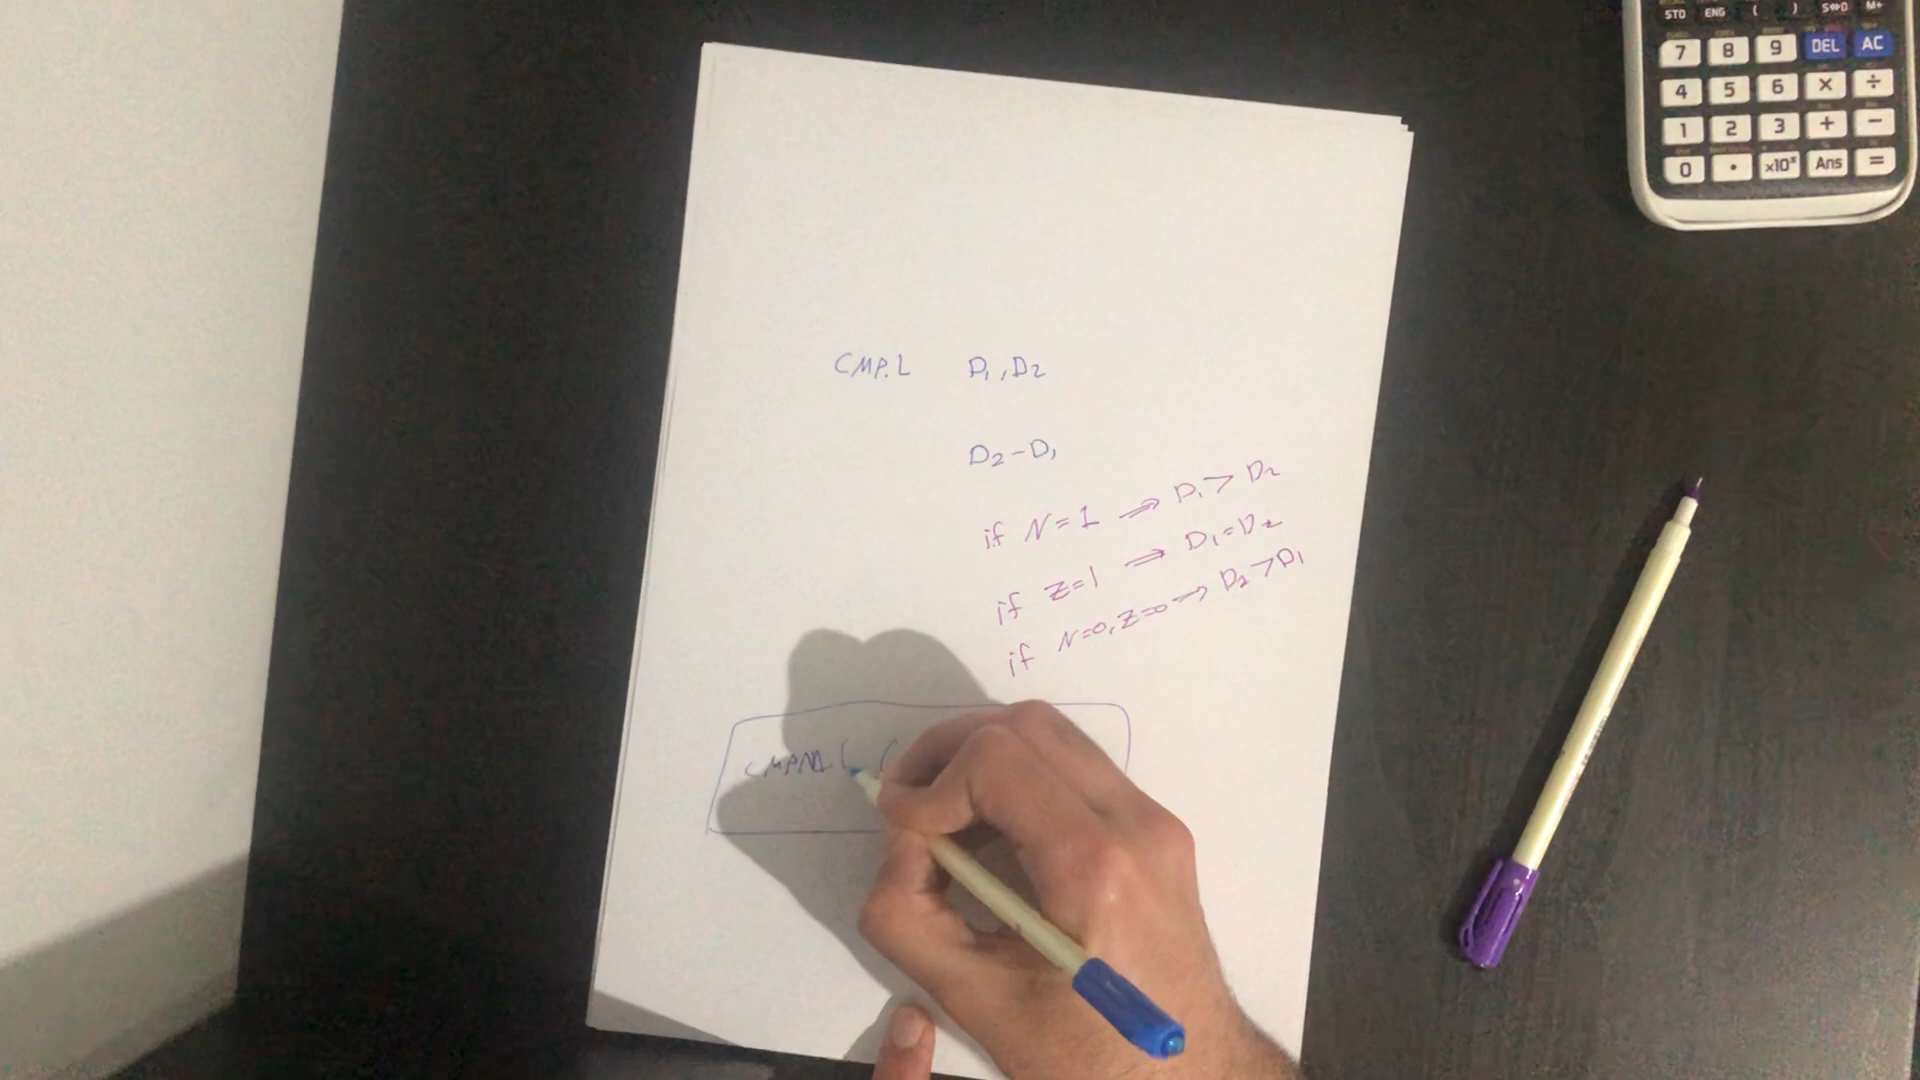 STO ENG ( ) S⇔D M+
7 8 9 DEL AC
4 5 6 × ÷
1 2 3 + −
0 • ×10ˣ Ans =
CMP.L D1,D2
D2-D1
if N=1 ⇒ D1>D2
if Z=1 ⇒ D1=D2
if N=0,Z=0 → D2>D1
(